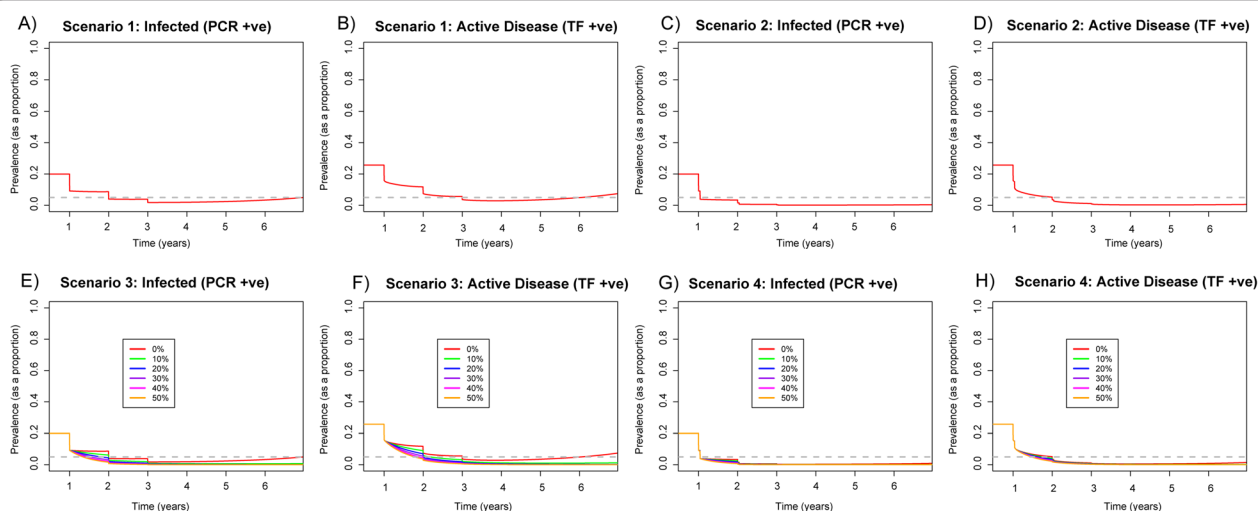 A) Scenario 1: Infected (PCR +ve)
Prevalence (as a proportion)
1.0
0.8
0.6
0.4
0.2
0.0
1 2 3 4 5 6
Time (years)
B) Scenario 1: Active Disease (TF +ve)
Prevalence (as a proportion)
1.0
0.8
0.6
0.4
0.2
0.0
1 2 3 4 5 6
Time (years)
C) Scenario 2: Infected (PCR +ve)
Prevalence (as a proportion)
1.0
0.8
0.6
0.4
0.2
0.0
1 2 3 4 5 6
Time (years)
D) Scenario 2: Active Disease (TF +ve)
Prevalence (as a proportion)
1.0
0.8
0.6
0.4
0.2
0.0
1 2 3 4 5 6
Time (years)
E) Scenario 3: Infected (PCR +ve)
Prevalence (as a proportion)
1.0
0.8
0.6
0.4
0.2
0.0
0%
10%
20%
30%
40%
50%
1 2 3 4 5 6
Time (years)
F) Scenario 3: Active Disease (TF +ve)
Prevalence (as a proportion)
1.0
0.8
0.6
0.4
0.2
0.0
0%
10%
20%
30%
40%
50%
1 2 3 4 5 6
Time (years)
G) Scenario 4: Infected (PCR +ve)
Prevalence (as a proportion)
1.0
0.8
0.6
0.4
0.2
0.0
0%
10%
20%
30%
40%
50%
1 2 3 4 5 6
Time (years)
H) Scenario 4: Active Disease (TF +ve)
Prevalence (as a proportion)
1.0
0.8
0.6
0.4
0.2
0.0
0%
10%
20%
30%
40%
50%
1 2 3 4 5 6
Time (years)